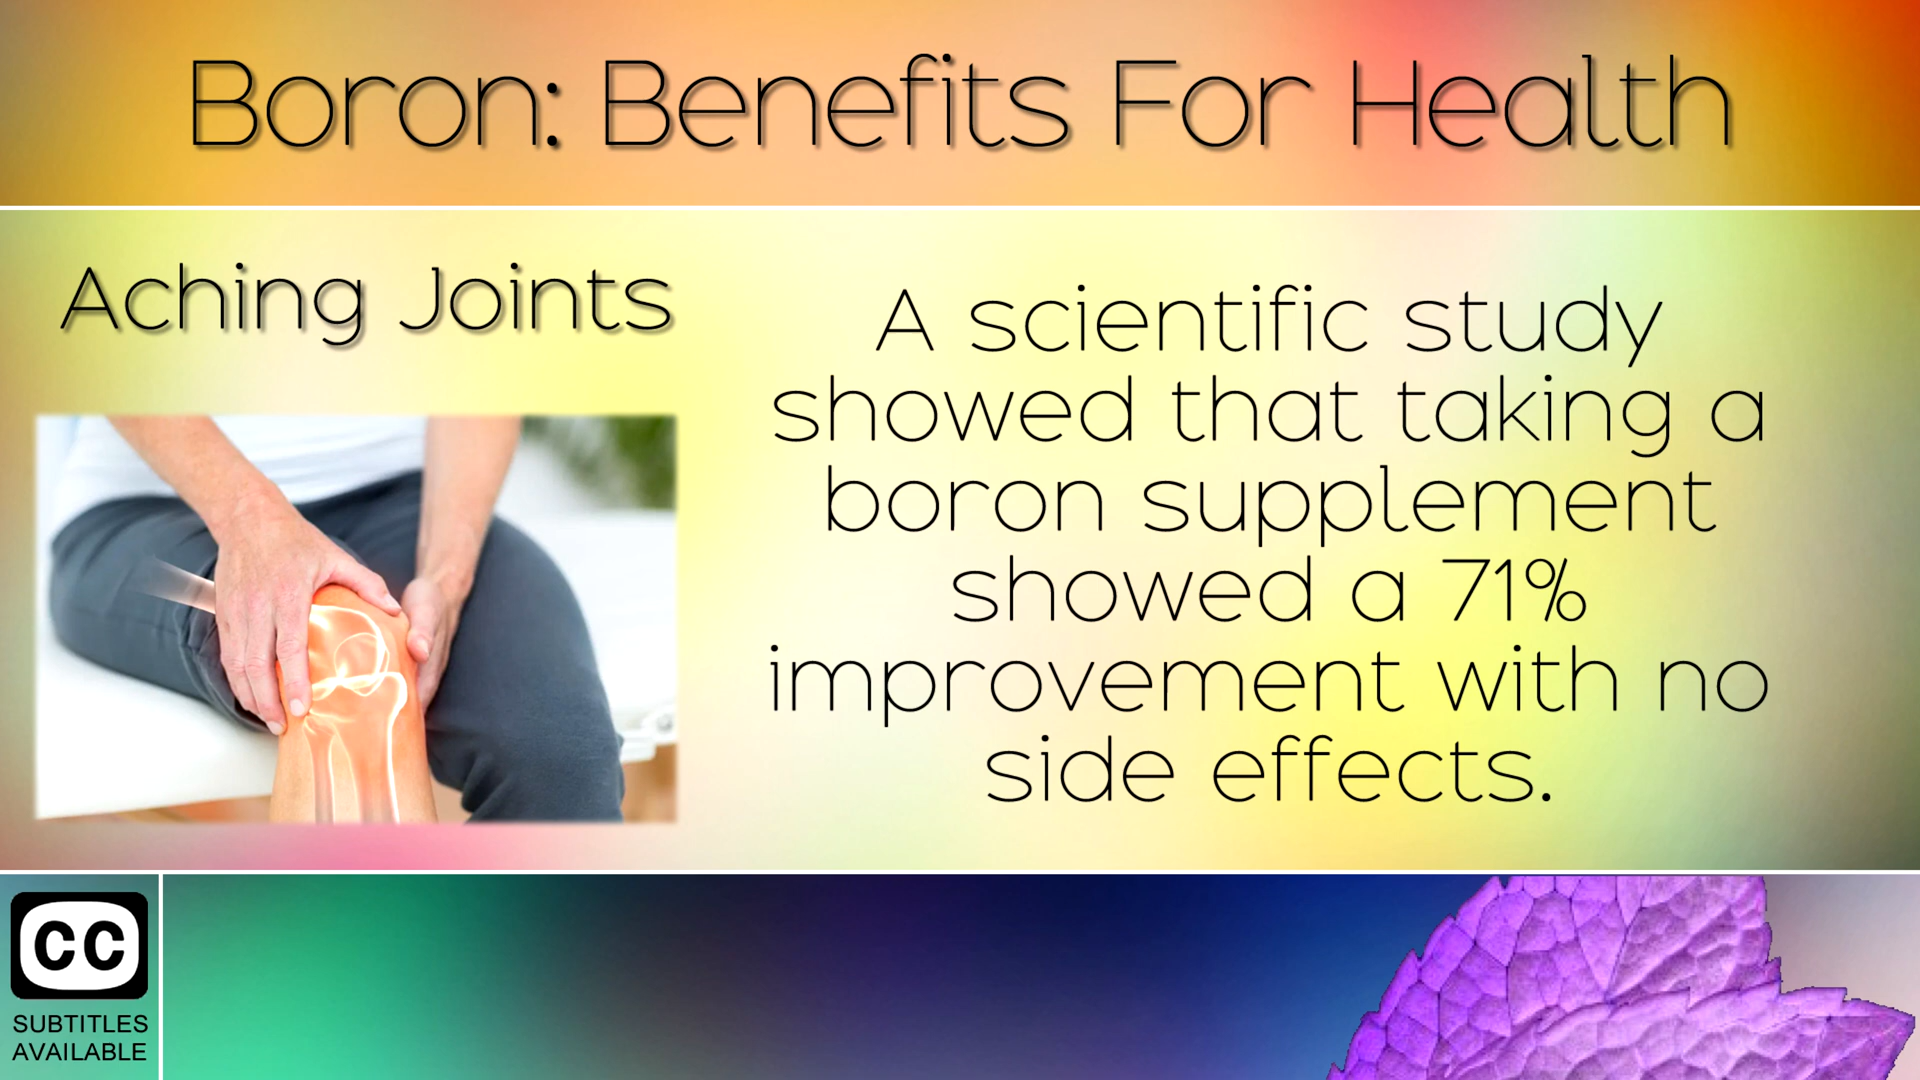 Boron: Benefits For Health
Aching Joints
A scientific study
showed that taking a
boron supplement
showed a 71%
improvement with no
side effects.
CC
SUBTITLES
AVAILABLE